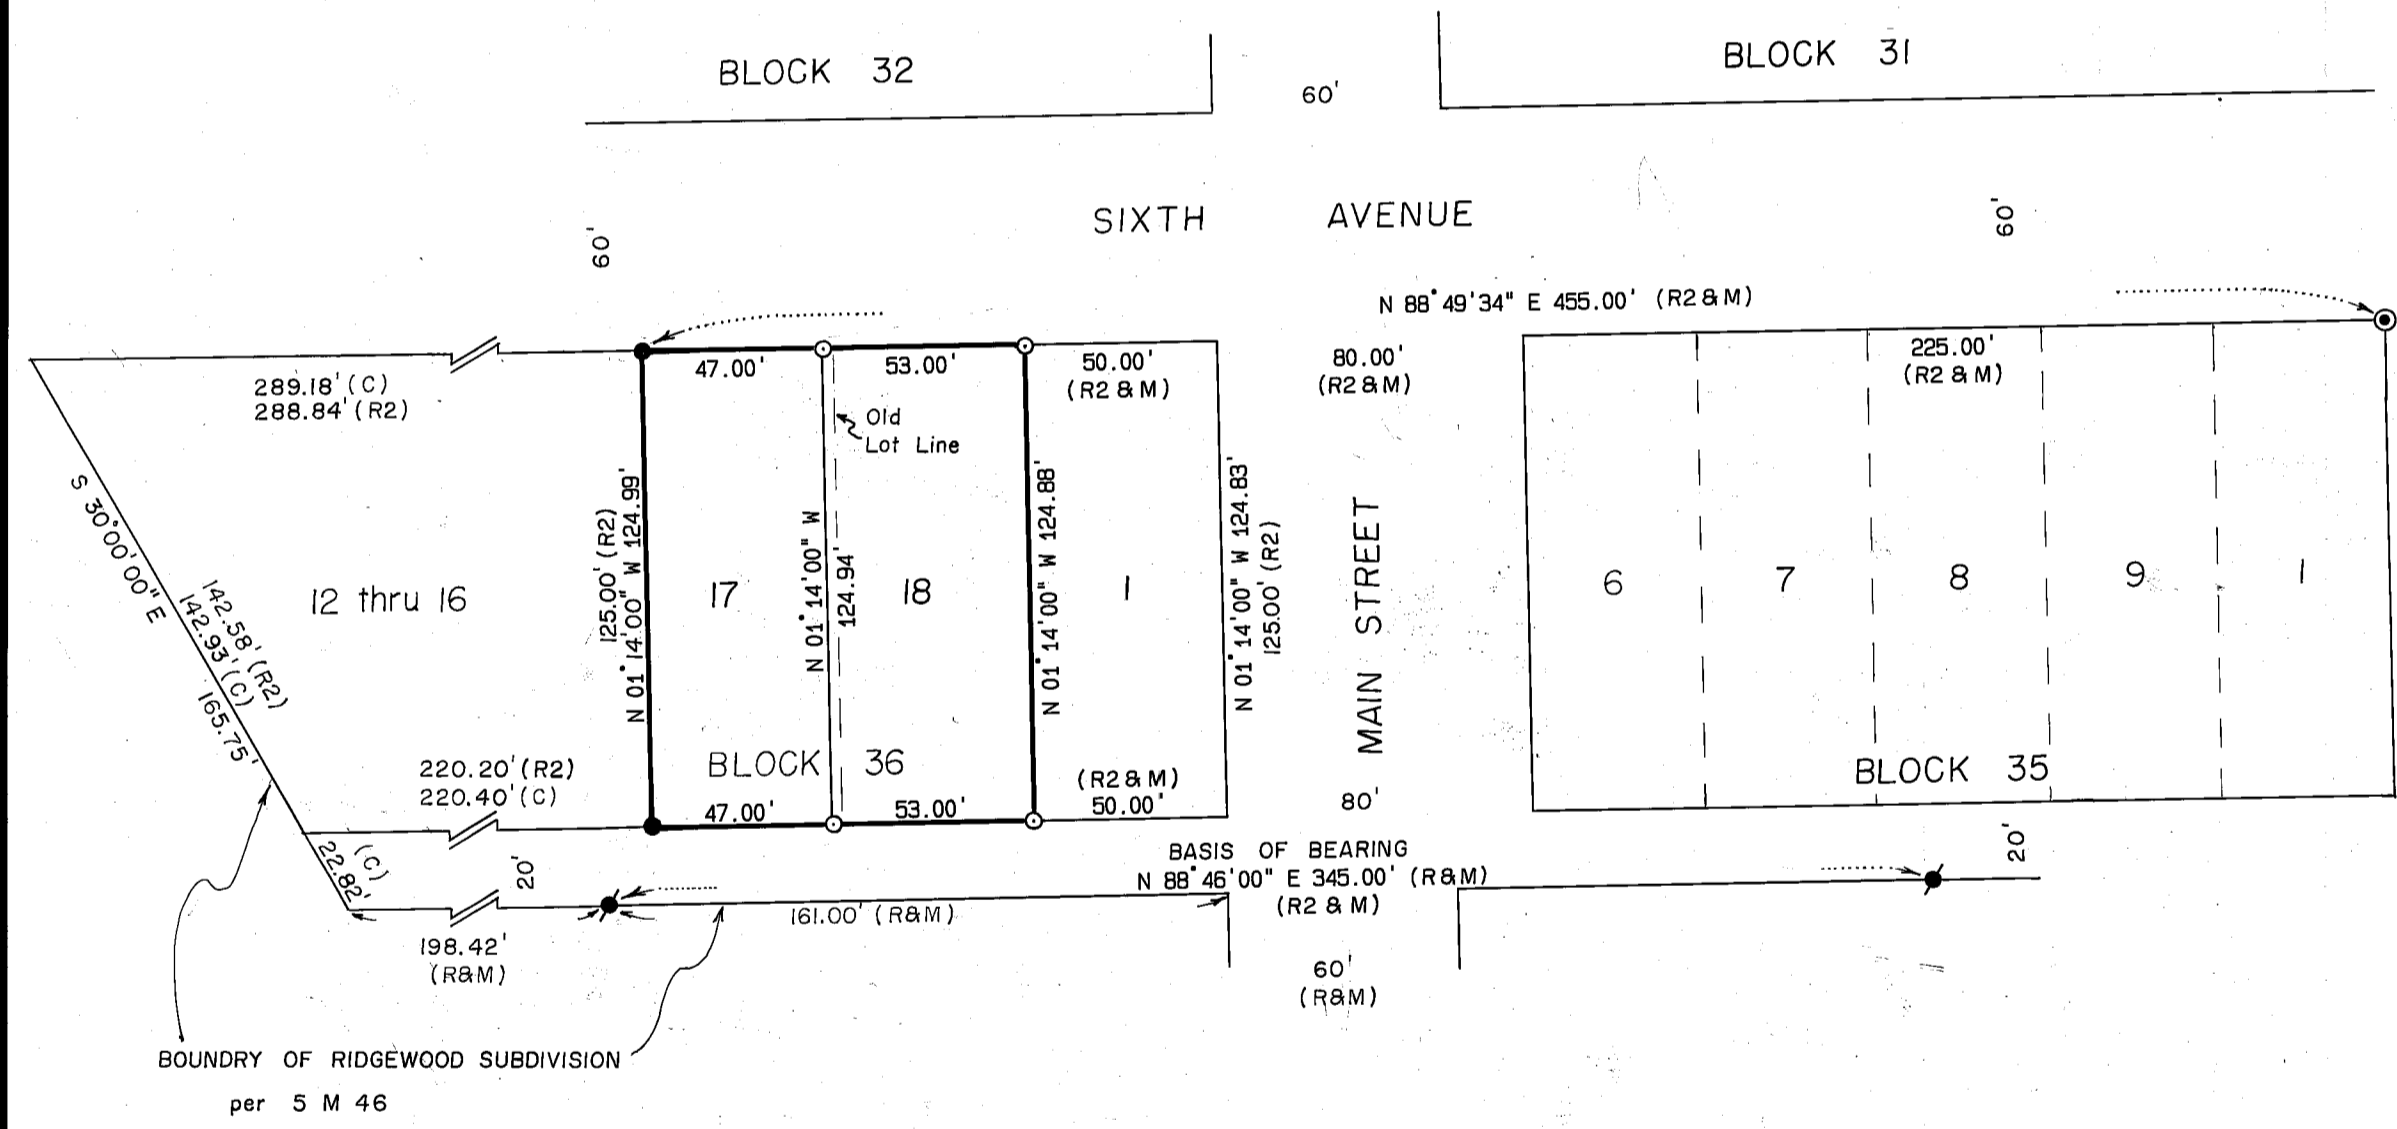 BLOCK 32
BLOCK 31
60'
SIXTH AVENUE
60'
60'
N 88°49'34" E 455.00' (R2&M)
47.00'
53.00'
50.00'
(R2 & M)
80.00'
(R2&M)
225.00'
(R2 & M)
289.18'(C)
288.84'(R2)
Old
Lot Line
S 30°00'00" E
142.58'(R2)
142.93'(C)
165.75'
12 thru 16
125.00'(R2)
N 01°14'00" W 124.99'
17
N 01°14'00" W
124.94'
18
N 01°14'00" W 124.88'
1
N 01°14'00" W 124.83'
125.00'(R2)
MAIN STREET
6
7
8
9
1
BLOCK 36
BLOCK 35
220.20'(R2)
220.40'(C)
47.00'
53.00'
(R2&M)
50.00'
80'
(C)
22.82'
20'
20'
BASIS OF BEARING
N 88°46'00" E 345.00' (R&M)
(R2 & M)
161.00' (R&M)
198.42'
(R&M)
60'
(R&M)
BOUNDRY OF RIDGEWOOD SUBDIVISION
per 5 M 46